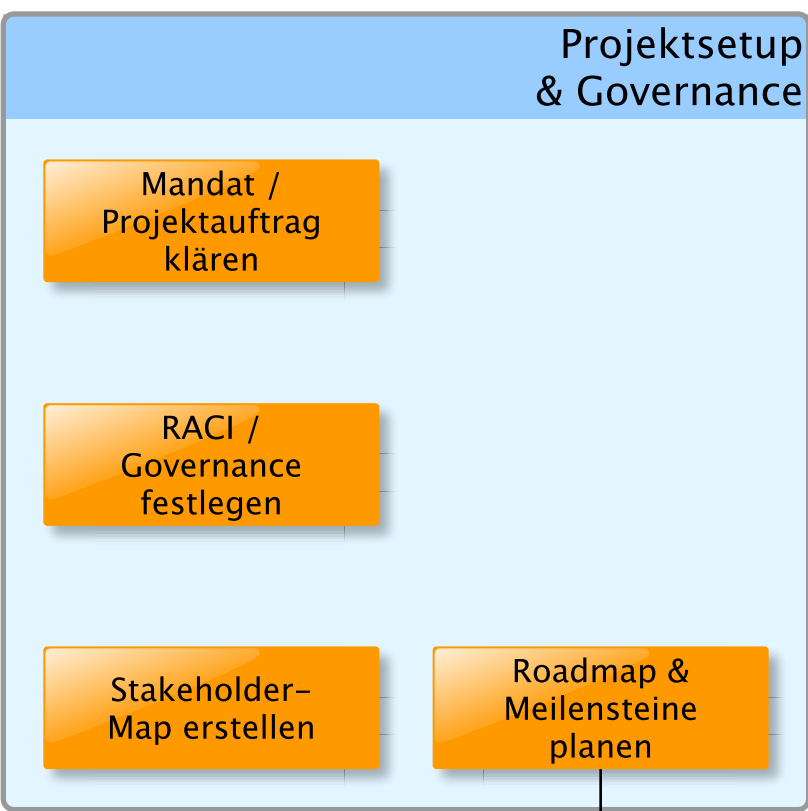 Projektsetup
& Governance
Mandat /
Projektauftrag
klären
RACI /
Governance
festlegen
Stakeholder-
Map erstellen
Roadmap &
Meilensteine
planen